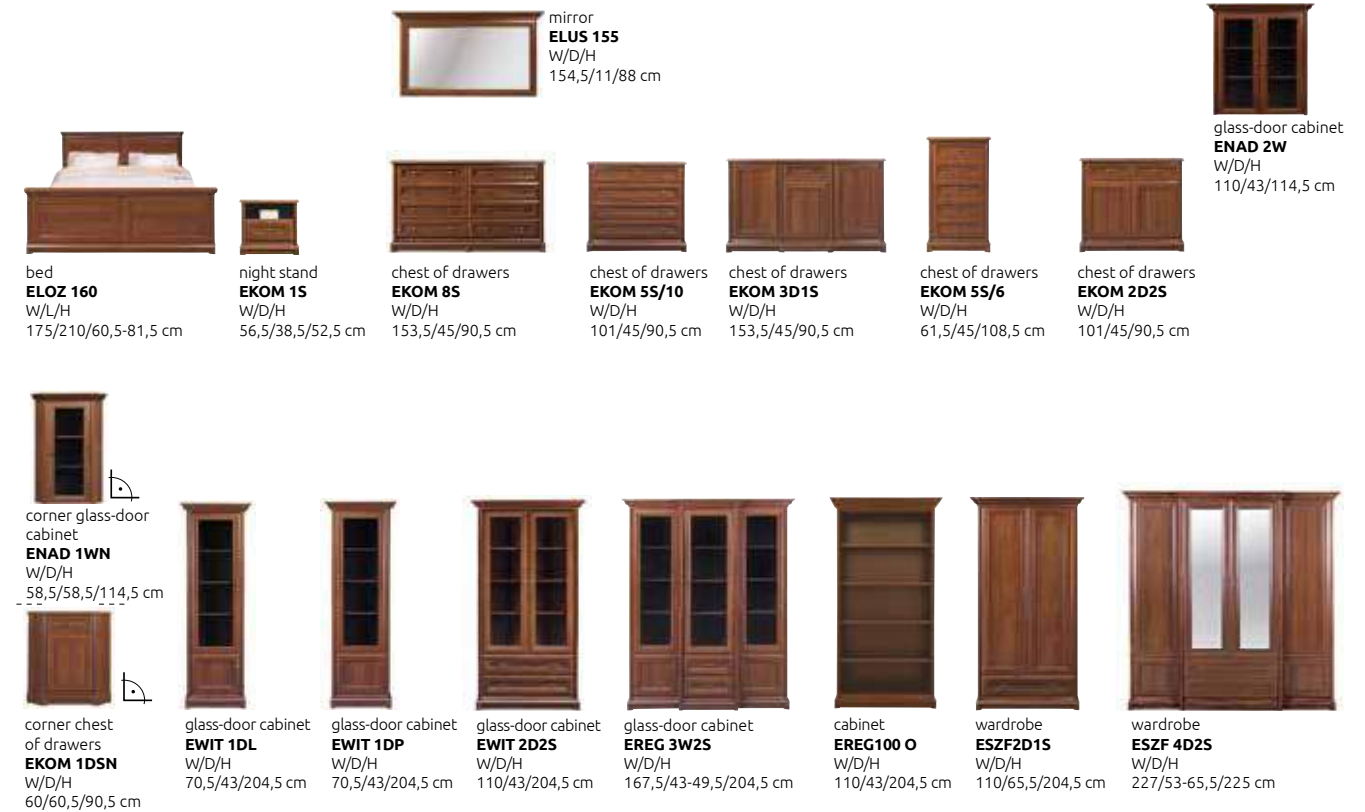 mirror
ELUS 155
W/D/H
154,5/11/88 cm
glass-door cabinet
ENAD 2W
W/D/H
110/43/114,5 cm
bed
ELOZ 160
W/L/H
175/210/60,5-81,5 cm
night stand
EKOM 1S
W/D/H
56,5/38,5/52,5 cm
chest of drawers
EKOM 8S
W/D/H
153,5/45/90,5 cm
chest of drawers
EKOM 5S/10
W/D/H
101/45/90,5 cm
chest of drawers
EKOM 3D1S
W/D/H
153,5/45/90,5 cm
chest of drawers
EKOM 5S/6
W/D/H
61,5/45/108,5 cm
chest of drawers
EKOM 2D2S
W/D/H
101/45/90,5 cm
corner glass-door
cabinet
ENAD 1WN
W/D/H
58,5/58,5/114,5 cm
corner chest
of drawers
EKOM 1DSN
W/D/H
60/60,5/90,5 cm
glass-door cabinet
EWIT 1DL
W/D/H
70,5/43/204,5 cm
glass-door cabinet
EWIT 1DP
W/D/H
70,5/43/204,5 cm
glass-door cabinet
EWIT 2D2S
W/D/H
110/43/204,5 cm
glass-door cabinet
EREG 3W2S
W/D/H
167,5/43-49,5/204,5 cm
cabinet
EREG100 O
W/D/H
110/43/204,5 cm
wardrobe
ESZF2D1S
W/D/H
110/65,5/204,5 cm
wardrobe
ESZF 4D2S
W/D/H
227/53-65,5/225 cm